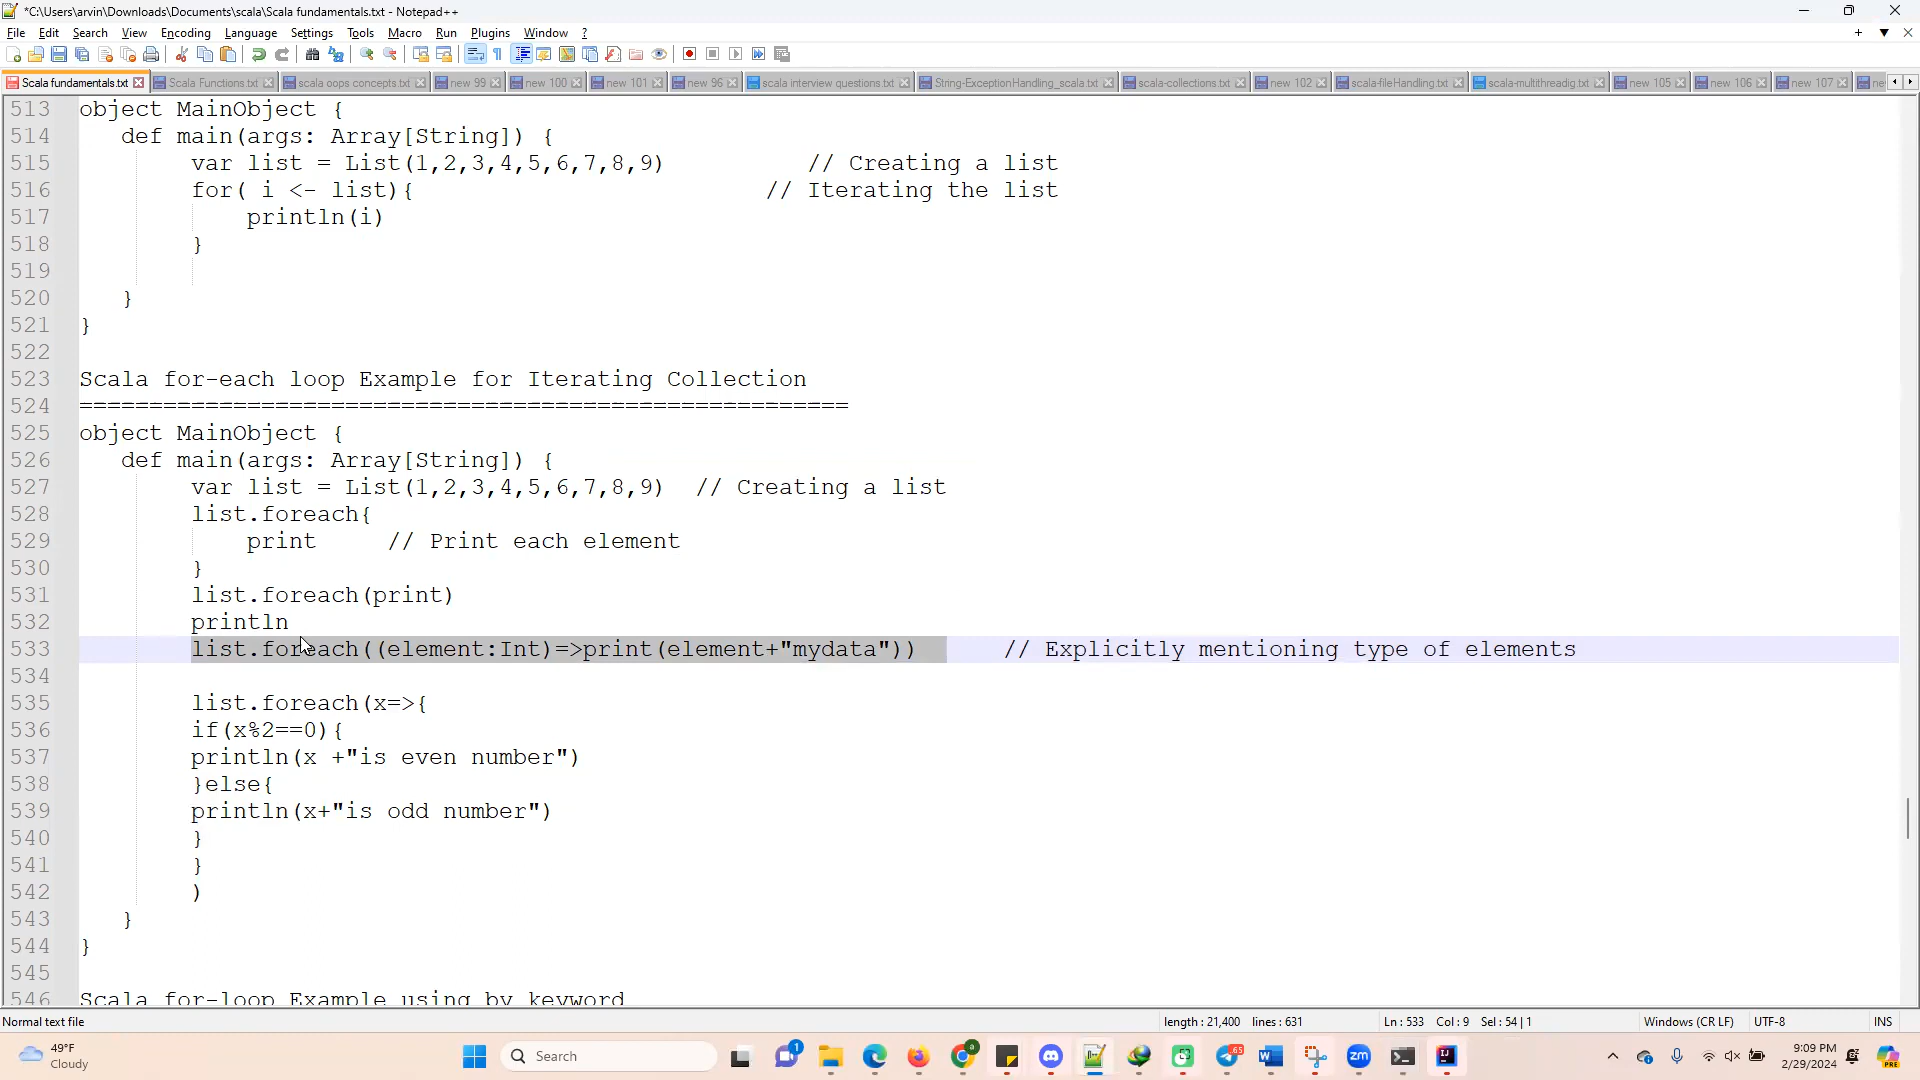 *C:\Users\arvin\Downloads\Documents\scala\Scala fundamentals.txt - Notepad++
File Edit Search View Encoding Language Settings Tools Macro Run Plugins Window ?
Scala fundamentals.txt Scala Functions.txt scala oops concepts.txt new 99 new 100 new 101 new 96 scala interview questions.txt String-ExceptionHandling_scala.txt scala-collections.txt new 102 scala-fileHandling.txt scala-multithreadig.txt new 105 new 106 new 107
513 object MainObject {
514 def main(args: Array[String]) {
515 var list = List(1,2,3,4,5,6,7,8,9) // Creating a list
516 for( i <- list){ // Iterating the list
517 println(i)
518 }
519
520 }
521 }
522
523 Scala for-each loop Example for Iterating Collection
524 =======================================================
525 object MainObject {
526 def main(args: Array[String]) {
527 var list = List(1,2,3,4,5,6,7,8,9) // Creating a list
528 list.foreach{
529 print // Print each element
530 }
531 list.foreach(print)
532 println
533 list.foreach((element:Int)=>print(element+"mydata")) // Explicitly mentioning type of elements
534
535 list.foreach(x=>{
536 if(x%2==0){
537 println(x +"is even number")
538 }else{
539 println(x+"is odd number")
540 }
541 }
542 )
543 }
544 }
545
546 Scala for-loop Example using by keyword
Normal text file length : 21,400 lines : 631 Ln : 533 Col : 9 Sel : 54 | 1 Windows (CR LF) UTF-8 INS
49°F
Cloudy
Search
9:09 PM
2/29/2024